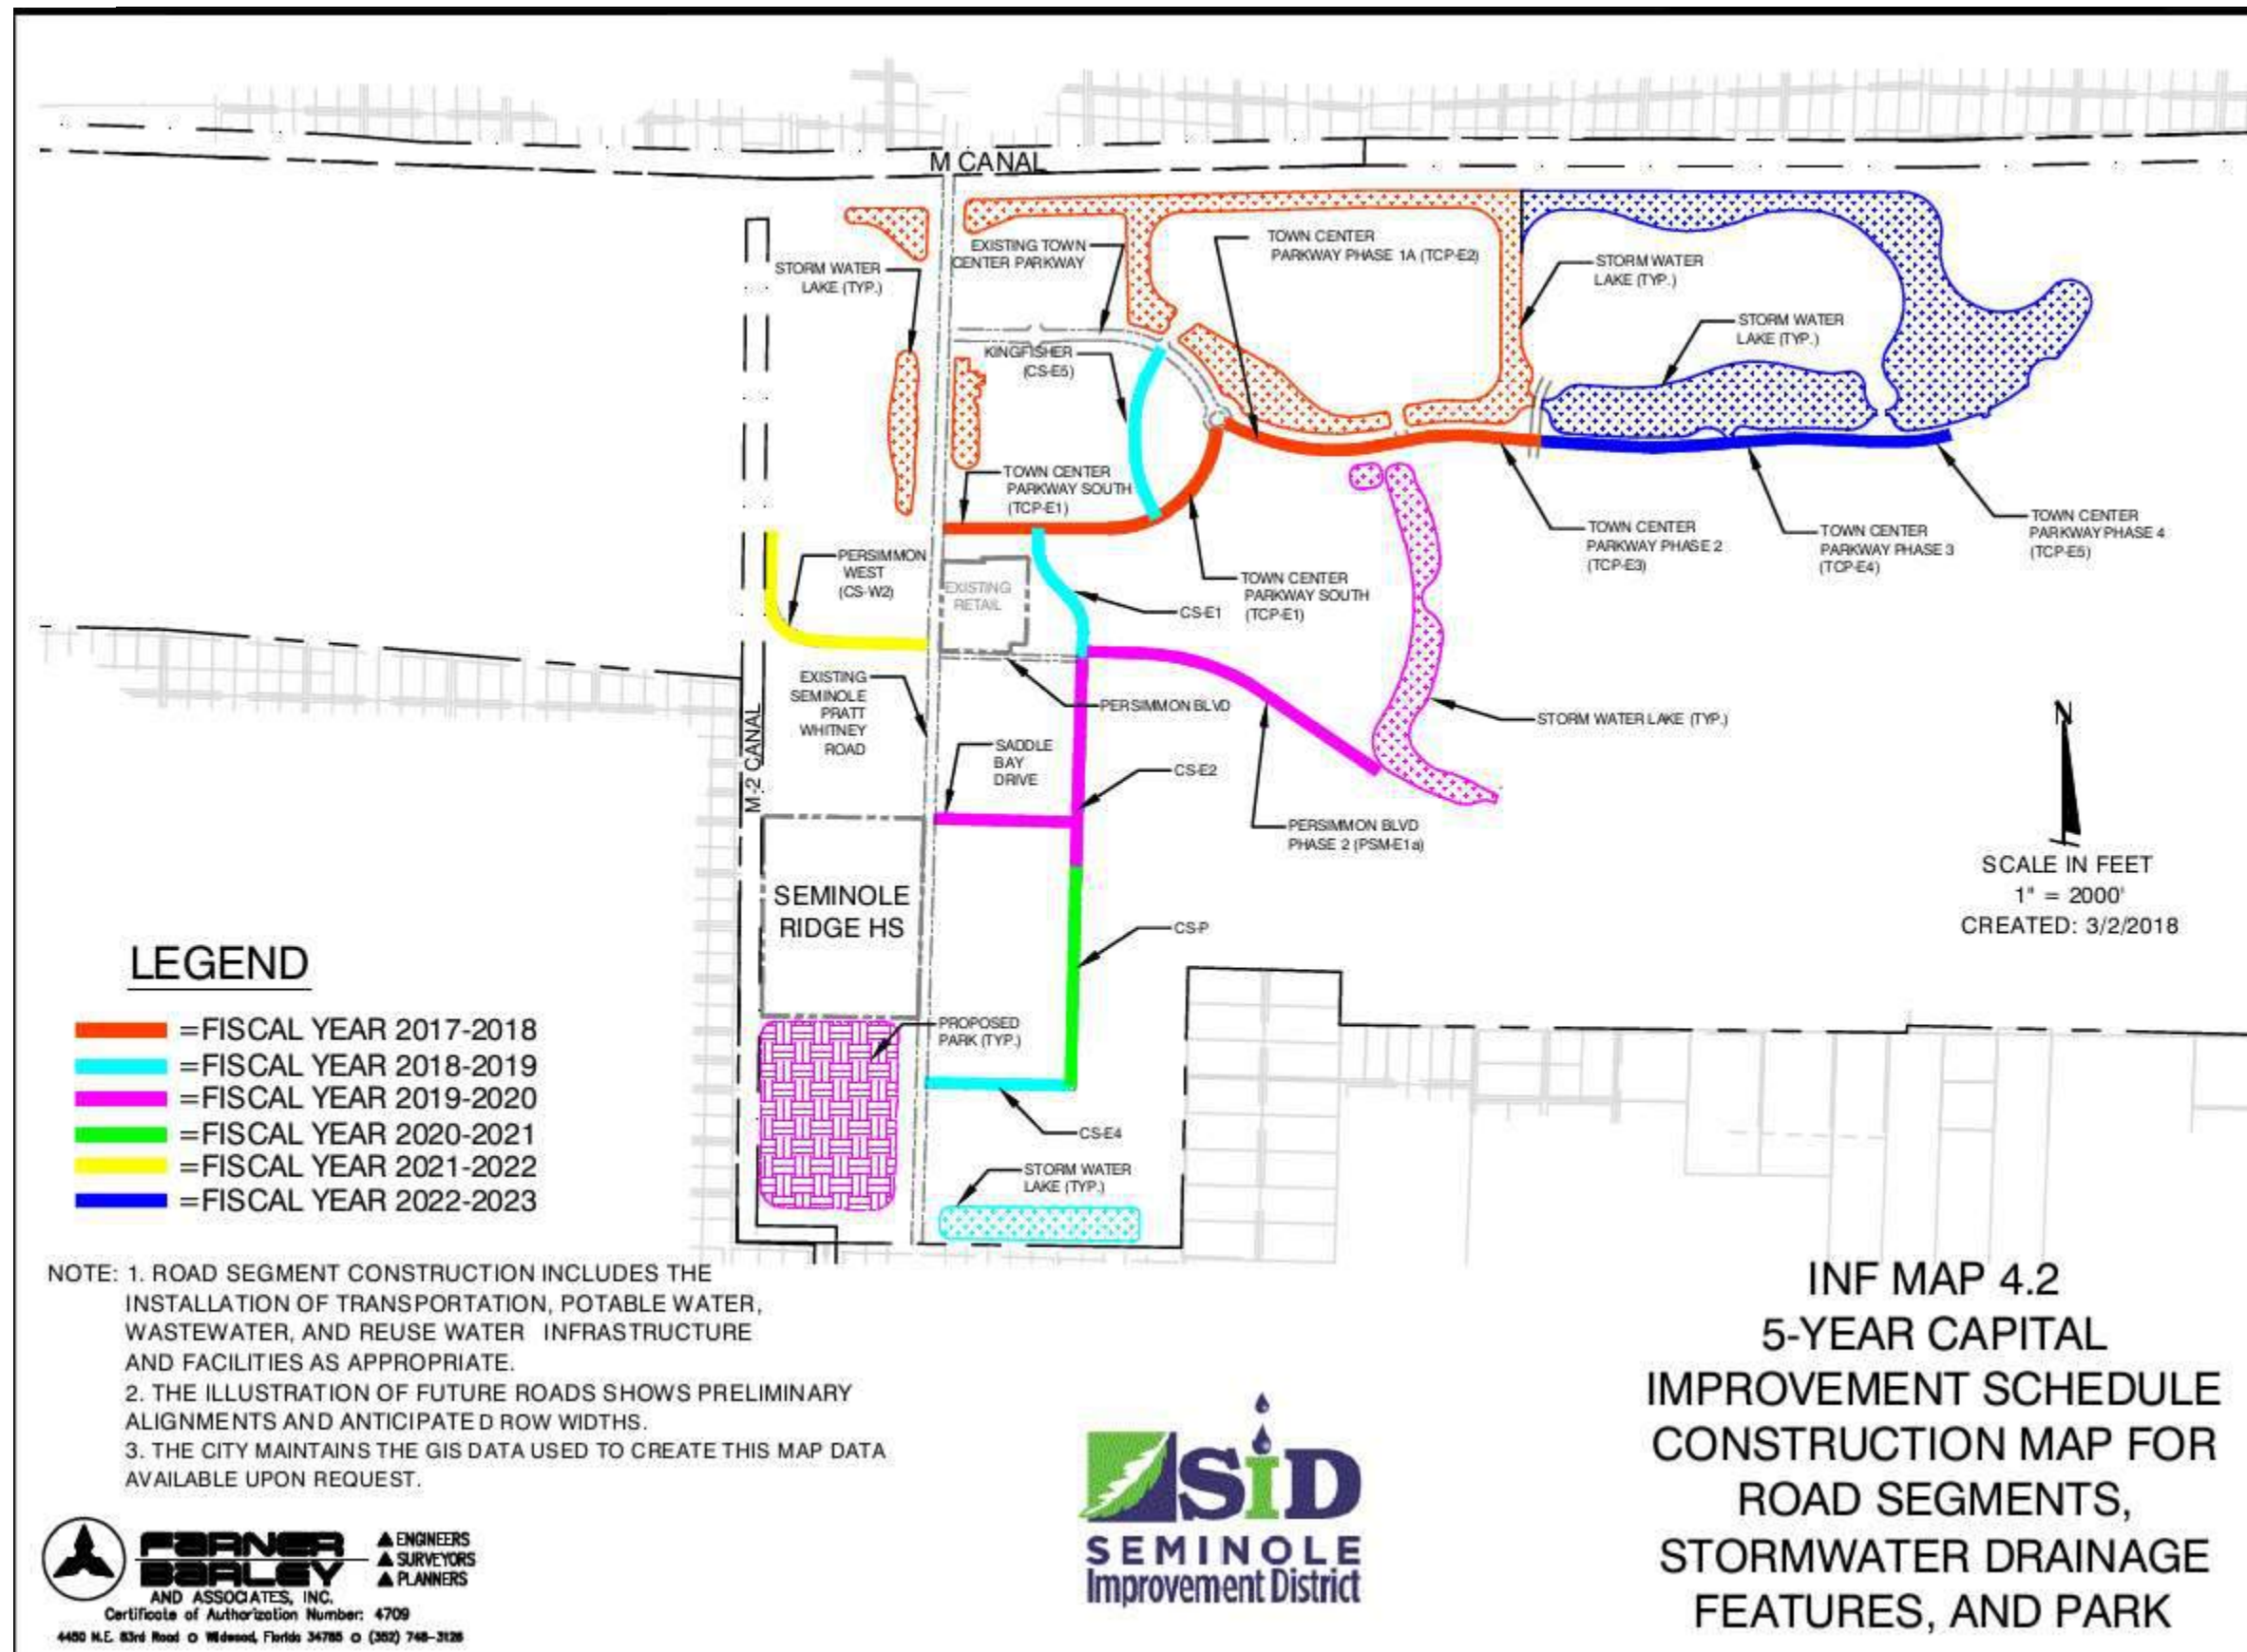 M CANAL
EXISTING TOWN
CENTER PARKWAY
TOWN CENTER
PARKWAY PHASE 1A (TCP-E2)
STORM WATER
LAKE (TYP.)
STORM WATER
LAKE (TYP.)
STORM WATER
LAKE (TYP.)
KINGFISHER
(CS-E5)
TOWN CENTER
PARKWAY SOUTH
(TCP-E1)
TOWN CENTER
PARKWAY PHASE 2
(TCP-E3)
TOWN CENTER
PARKWAY PHASE 3
(TCP-E4)
TOWN CENTER
PARKWAY PHASE 4
(TCP-E5)
PERSIMMON
WEST
(CS-W2)
EXISTING
RETAIL
CS-E1
TOWN CENTER
PARKWAY SOUTH
(TCP-E1)
EXISTING
SEMINOLE
PRATT
WHITNEY
ROAD
PERSIMMON BLVD
STORM WATER LAKE (TYP.)
M-2 CANAL
SADDLE
BAY
DRIVE
CS-E2
PERSIMMON BLVD
PHASE 2 (PSM-E1a)
N
SCALE IN FEET
1" = 2000'
CREATED: 3/2/2018
SEMINOLE
RIDGE HS
CS-P
PROPOSED
PARK (TYP.)
CS-E4
STORM WATER
LAKE (TYP.)
LEGEND
=FISCAL YEAR 2017-2018
=FISCAL YEAR 2018-2019
=FISCAL YEAR 2019-2020
=FISCAL YEAR 2020-2021
=FISCAL YEAR 2021-2022
=FISCAL YEAR 2022-2023
NOTE: 1. ROAD SEGMENT CONSTRUCTION INCLUDES THE
INSTALLATION OF TRANSPORTATION, POTABLE WATER,
WASTEWATER, AND REUSE WATER INFRASTRUCTURE
AND FACILITIES AS APPROPRIATE.
2. THE ILLUSTRATION OF FUTURE ROADS SHOWS PRELIMINARY
ALIGNMENTS AND ANTICIPATED ROW WIDTHS.
3. THE CITY MAINTAINS THE GIS DATA USED TO CREATE THIS MAP DATA
AVAILABLE UPON REQUEST.
FARNER
BARLEY
AND ASSOCIATES, INC.
ENGINEERS
SURVEYORS
PLANNERS
Certificate of Authorization Number: 4709
4450 N.E. 83rd Road o Wildwood, Florida 34785 o (352) 748-3126
SiD
SEMINOLE
Improvement District
INF MAP 4.2
5-YEAR CAPITAL
IMPROVEMENT SCHEDULE
CONSTRUCTION MAP FOR
ROAD SEGMENTS,
STORMWATER DRAINAGE
FEATURES, AND PARK